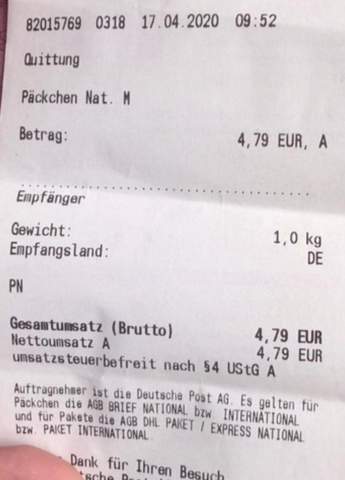 82015769 0318 17.04.2020 09:52
Quittung
Päckchen Nat. M
Betrag: 4,79 EUR, A
Empfänger
Gewicht: 1,0 kg
Empfangsland: DE
PN
Gesamtumsatz (Brutto) 4,79 EUR
Nettoumsatz A 4,79 EUR
umsatzsteuerbefreit nach §4 UStG A
Auftragnehmer ist die Deutsche Post AG. Es gelten für
Päckchen die AGB BRIEF NATIONAL bzw. INTERNATIONAL
und für Pakete die AGB DHL PAKET / EXPRESS NATIONAL
bzw. PAKET INTERNATIONAL.
Dank für Ihren Besuch